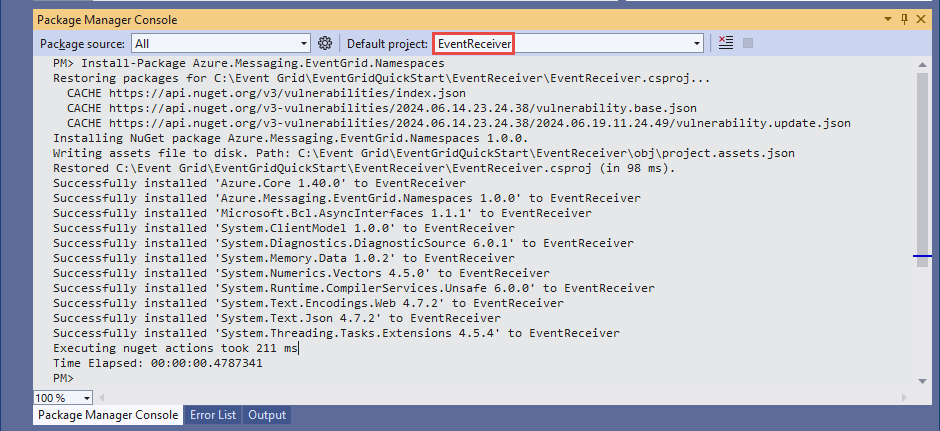 Package Manager Console
Package source: All Default project: EventReceiver
PM> Install-Package Azure.Messaging.EventGrid.Namespaces
Restoring packages for C:\Event Grid\EventGridQuickStart\EventReceiver\EventReceiver.csproj...
CACHE https://api.nuget.org/v3/vulnerabilities/index.json
CACHE https://api.nuget.org/v3-vulnerabilities/2024.06.14.23.24.38/vulnerability.base.json
CACHE https://api.nuget.org/v3-vulnerabilities/2024.06.14.23.24.38/2024.06.19.11.24.49/vulnerability.update.json
Installing NuGet package Azure.Messaging.EventGrid.Namespaces 1.0.0.
Writing assets file to disk. Path: C:\Event Grid\EventGridQuickStart\EventReceiver\obj\project.assets.json
Restored C:\Event Grid\EventGridQuickStart\EventReceiver\EventReceiver.csproj (in 98 ms).
Successfully installed 'Azure.Core 1.40.0' to EventReceiver
Successfully installed 'Azure.Messaging.EventGrid.Namespaces 1.0.0' to EventReceiver
Successfully installed 'Microsoft.Bcl.AsyncInterfaces 1.1.1' to EventReceiver
Successfully installed 'System.ClientModel 1.0.0' to EventReceiver
Successfully installed 'System.Diagnostics.DiagnosticSource 6.0.1' to EventReceiver
Successfully installed 'System.Memory.Data 1.0.2' to EventReceiver
Successfully installed 'System.Numerics.Vectors 4.5.0' to EventReceiver
Successfully installed 'System.Runtime.CompilerServices.Unsafe 6.0.0' to EventReceiver
Successfully installed 'System.Text.Encodings.Web 4.7.2' to EventReceiver
Successfully installed 'System.Text.Json 4.7.2' to EventReceiver
Successfully installed 'System.Threading.Tasks.Extensions 4.5.4' to EventReceiver
Executing nuget actions took 211 ms
Time Elapsed: 00:00:00.4787341
PM>
100 %
Package Manager Console Error List Output